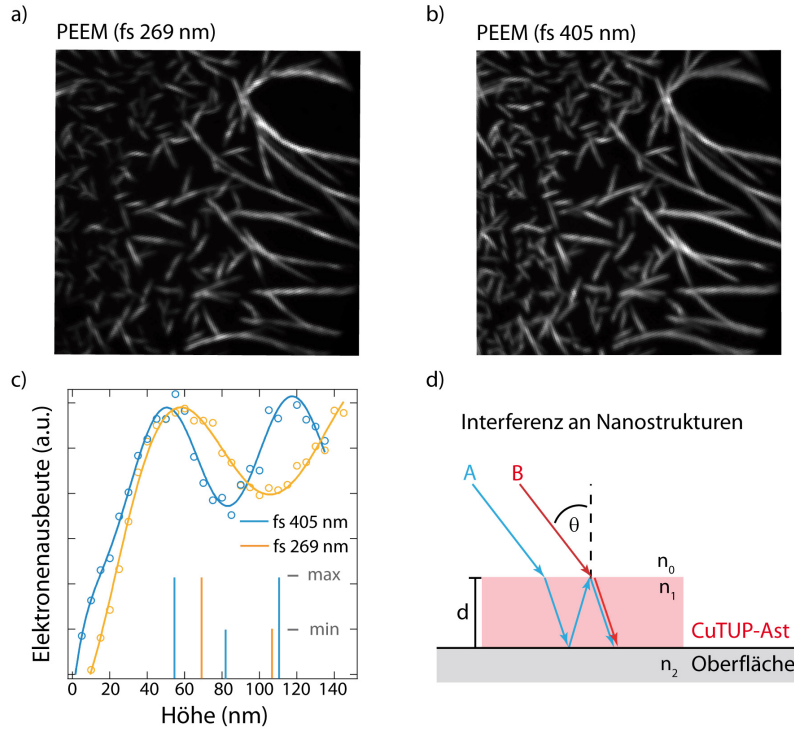 a)
PEEM (fs 269 nm)
b)
PEEM (fs 405 nm)
c)
Elektronenausbeute (a.u.)
fs 405 nm
fs 269 nm
max
min
0 20 40 60 80 100 120 140
Höhe (nm)
d)
Interferenz an Nanostrukturen
A
B
θ
n₀
n₁
d
CuTUP-Ast
n₂ Oberfläche